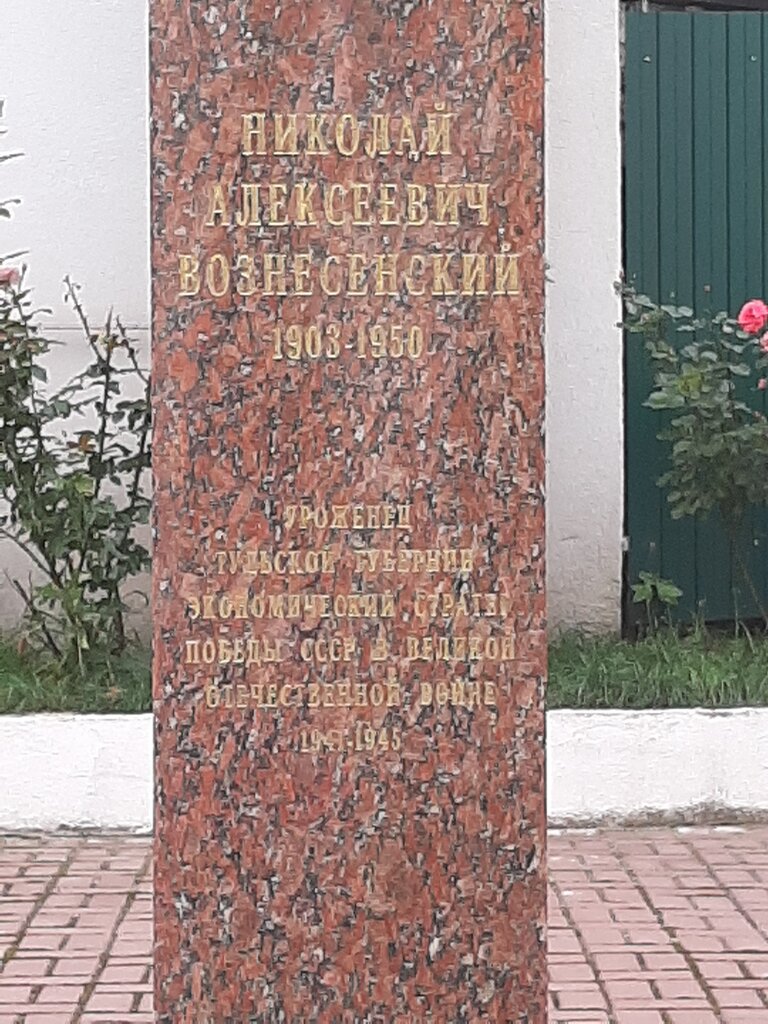 НИКОЛАЙ
АЛЕКСЕЕВИЧ
ВОЗНЕСЕНСКИЙ
1903-1950
УРОЖЕНЕЦ
ТУЛЬСКОЙ ГУБЕРНИИ
ЭКОНОМИЧЕСКИЙ СТРАТЕГ
ПОБЕДЫ СССР В ВЕЛИКОЙ
ОТЕЧЕСТВЕННОЙ ВОЙНЕ
1941-1945